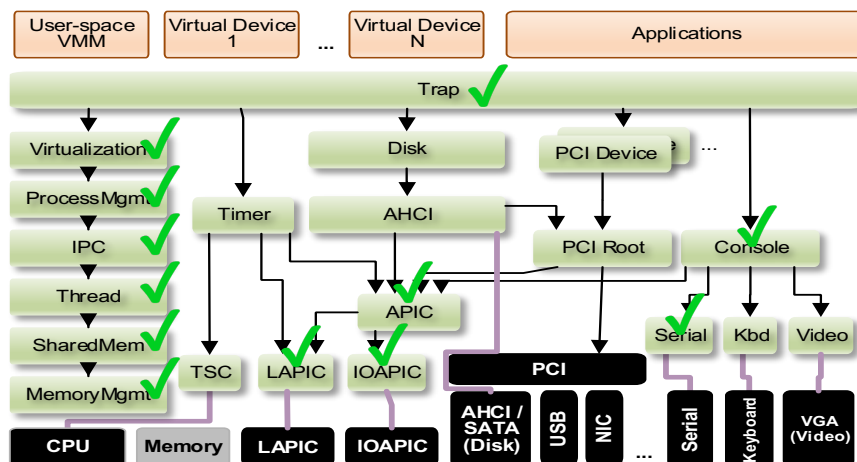 User-space
VMM
Virtual Device
1
...
Virtual Device
N
Applications
Trap
Virtualization
Disk
PCI Device
e
...
ProcessMgmt
Timer
AHCI
IPC
PCI Root
Console
Thread
APIC
SharedMem
Serial
Kbd
Video
MemoryMgmt
TSC
LAPIC
IOAPIC
PCI
CPU
Memory
LAPIC
IOAPIC
AHCI /
SATA
(Disk)
USB
NIC
...
Serial
Keyboard
VGA
(Video)